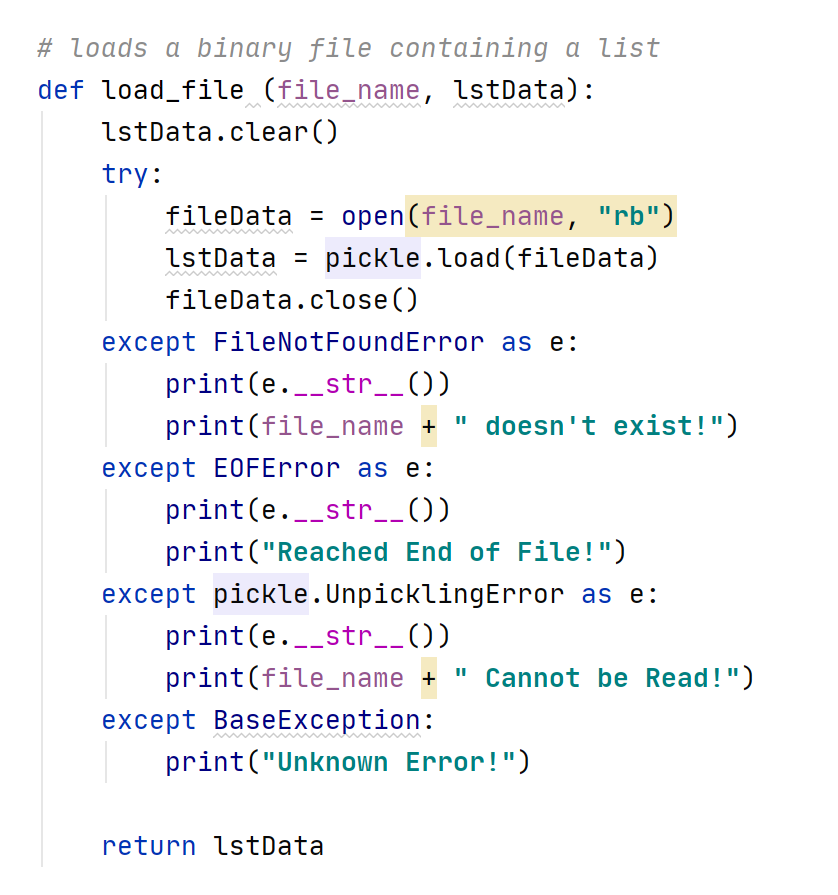 # loads a binary file containing a list
def load_file (file_name, lstData):
    lstData.clear()
    try:
        fileData = open(file_name, "rb")
        lstData = pickle.load(fileData)
        fileData.close()
    except FileNotFoundError as e:
        print(e.__str__())
        print(file_name + " doesn't exist!")
    except EOFError as e:
        print(e.__str__())
        print("Reached End of File!")
    except pickle.UnpicklingError as e:
        print(e.__str__())
        print(file_name + " Cannot be Read!")
    except BaseException:
        print("Unknown Error!")

    return lstData